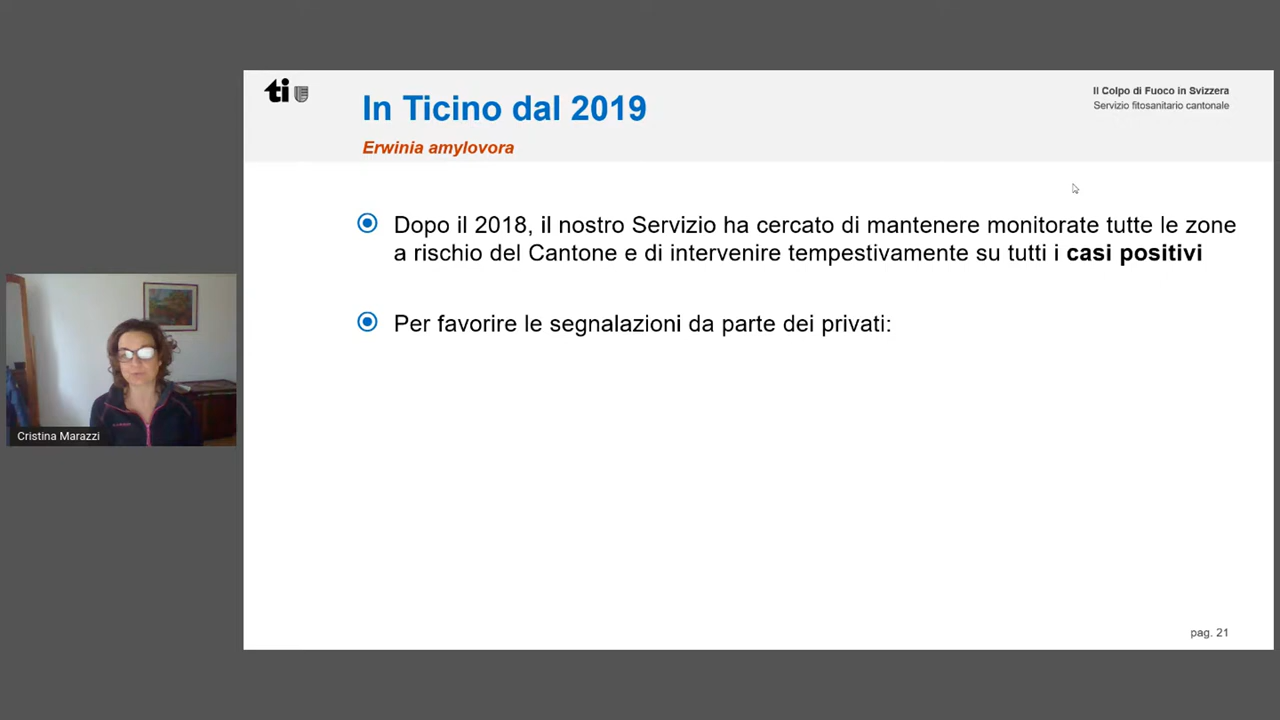 ti
In Ticino dal 2019
Erwinia amylovora
Il Colpo di Fuoco in Svizzera
Servizio fitosanitario cantonale
Dopo il 2018, il nostro Servizio ha cercato di mantenere monitorate tutte le zone
a rischio del Cantone e di intervenire tempestivamente su tutti i casi positivi
Per favorire le segnalazioni da parte dei privati:
Cristina Marazzi
pag. 21